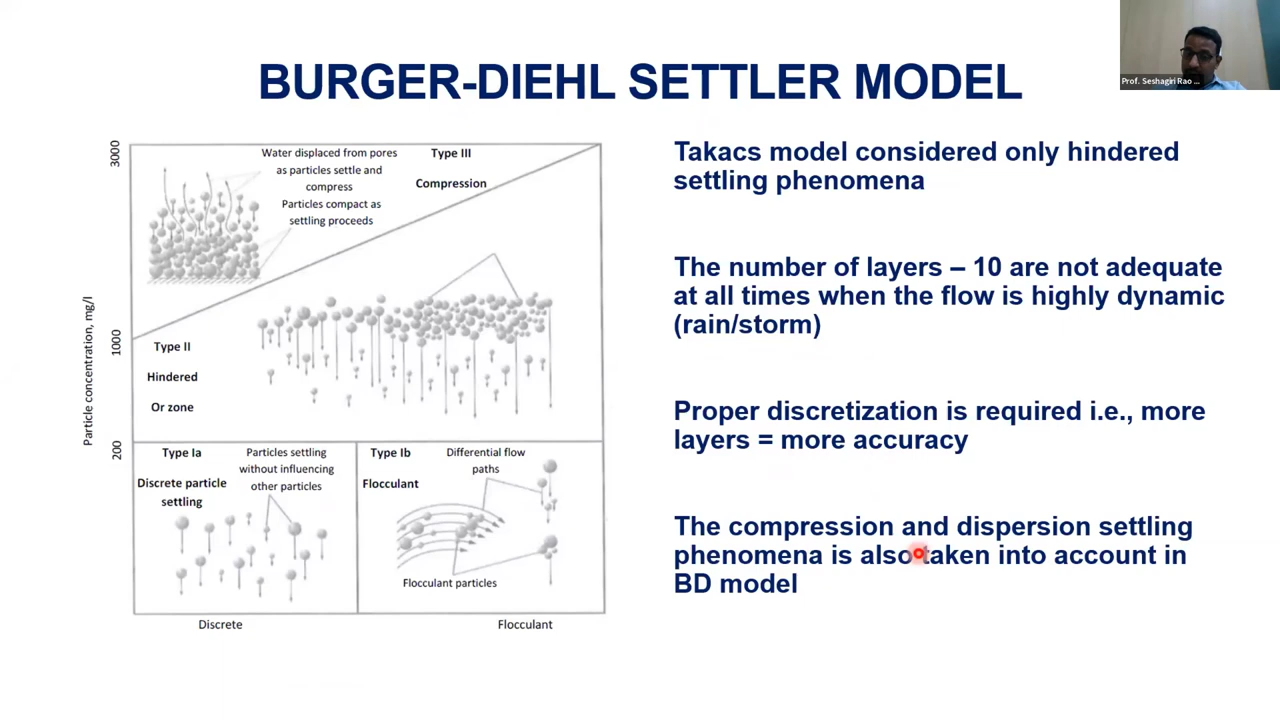 BURGER-DIEHL SETTLER MODEL
Prof. Seshagiri Rao ...
3000
1000
200
Particle concentration, mg/l
Water displaced from pores
as particles settle and
compress
Particles compact as
settling proceeds
Type III
Compression
Type II
Hindered
Or zone
Type Ia
Discrete particle
settling
Particles settling
without influencing
other particles
Type Ib
Flocculant
Differential flow
paths
Flocculant particles
Discrete
Flocculant
Takacs model considered only hindered
settling phenomena
The number of layers – 10 are not adequate
at all times when the flow is highly dynamic
(rain/storm)
Proper discretization is required i.e., more
layers = more accuracy
The compression and dispersion settling
phenomena is also taken into account in
BD model